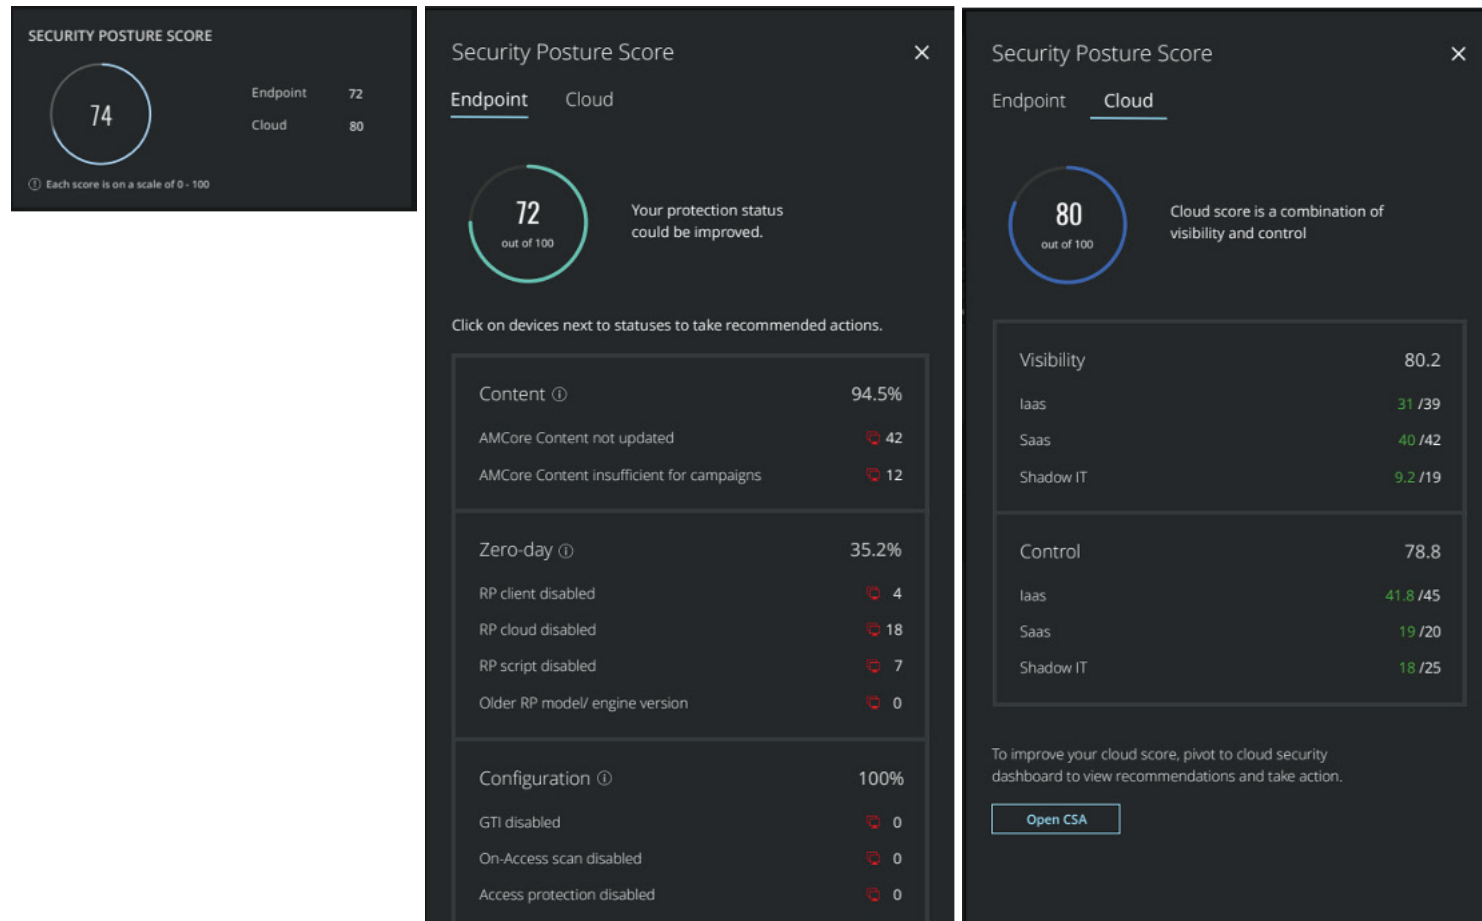 SECURITY POSTURE SCORE
74
Endpoint 72
Cloud 80
Each score is on a scale of 0 - 100
Security Posture Score
Endpoint Cloud
72
out of 100
Your protection status
could be improved.
Click on devices next to statuses to take recommended actions.
Content 94.5%
AMCore Content not updated 42
AMCore Content insufficient for campaigns 12
Zero-day 35.2%
RP client disabled 4
RP cloud disabled 18
RP script disabled 7
Older RP model/ engine version 0
Configuration 100%
GTI disabled 0
On-Access scan disabled 0
Access protection disabled 0
Security Posture Score
Endpoint Cloud
80
out of 100
Cloud score is a combination of
visibility and control
Visibility 80.2
Iaas 31 /39
Saas 40 /42
Shadow IT 9.2 /19
Control 78.8
Iaas 41.8 /45
Saas 19 /20
Shadow IT 18 /25
To improve your cloud score, pivot to cloud security
dashboard to view recommendations and take action.
Open CSA